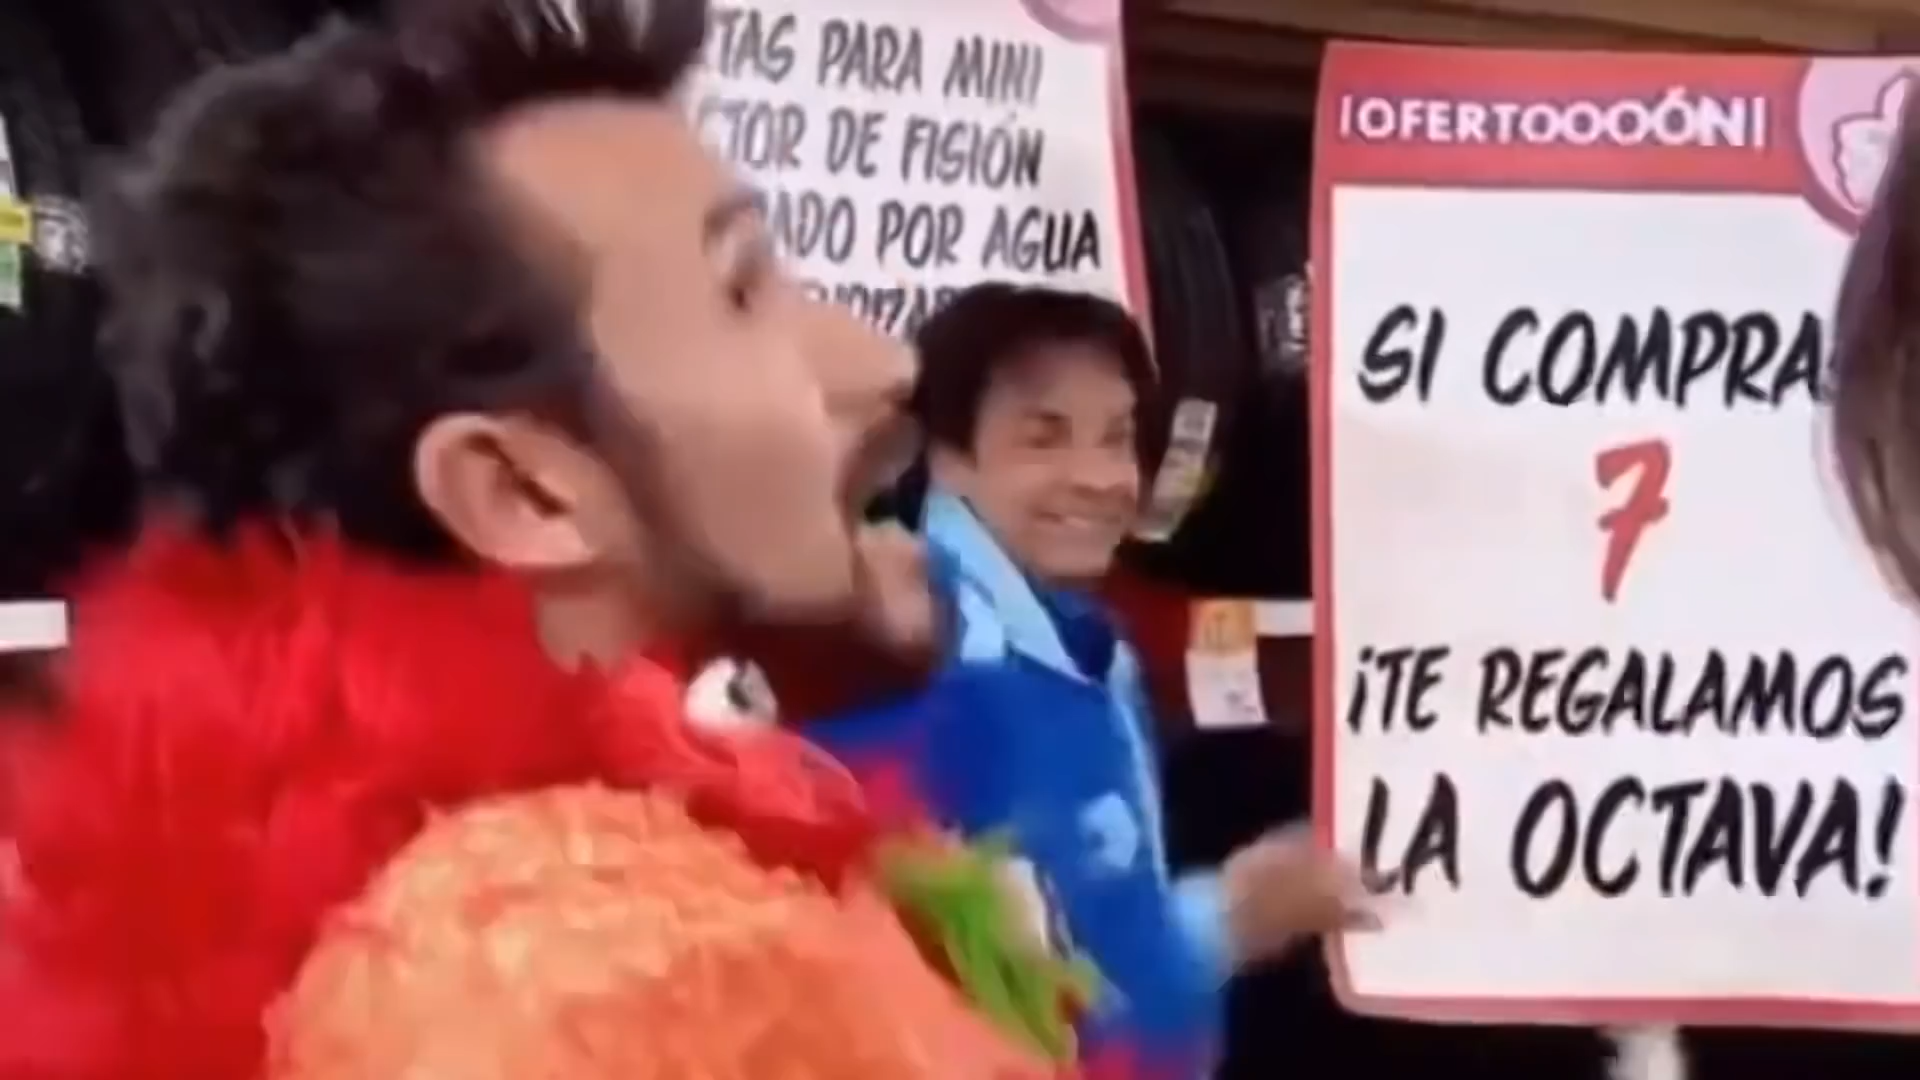 TAS PARA MINI
CTOR DE FISIÓN
ADO POR AGUA
¡OFERTOOOOÓN!
SI COMPRA
7
¡TE REGALAMOS
LA OCTAVA!